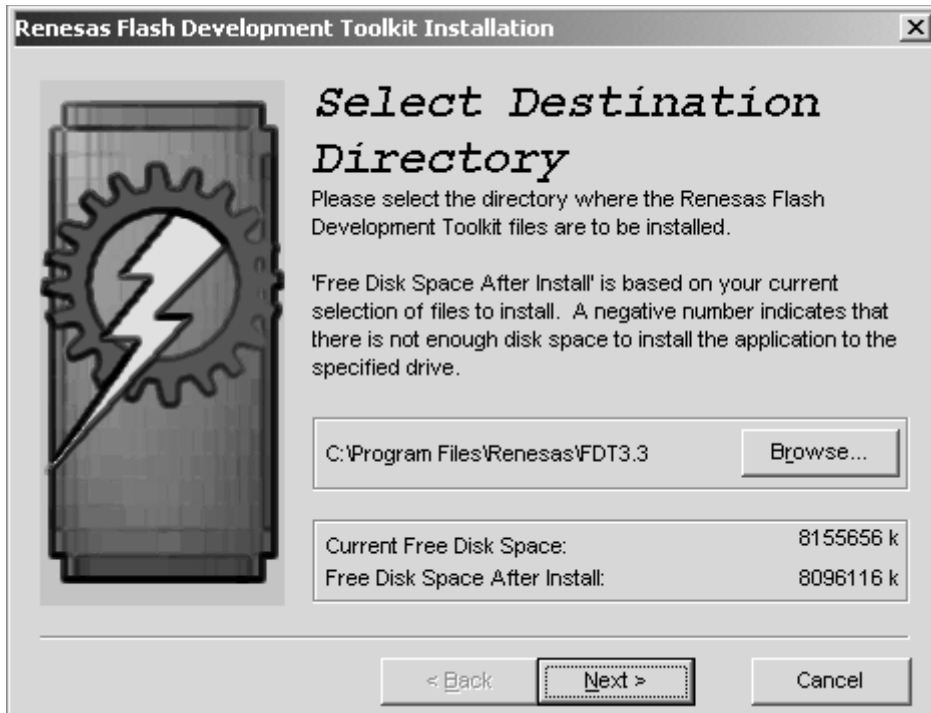 Renesas Flash Development Toolkit Installation
Select Destination
Directory
Please select the directory where the Renesas Flash
Development Toolkit files are to be installed.
'Free Disk Space After Install' is based on your current
selection of files to install.  A negative number indicates that
there is not enough disk space to install the application to the
specified drive.
C:\Program Files\Renesas\FDT3.3
Browse...
Current Free Disk Space: 8155656 k
Free Disk Space After Install: 8096116 k
< Back
Next >
Cancel